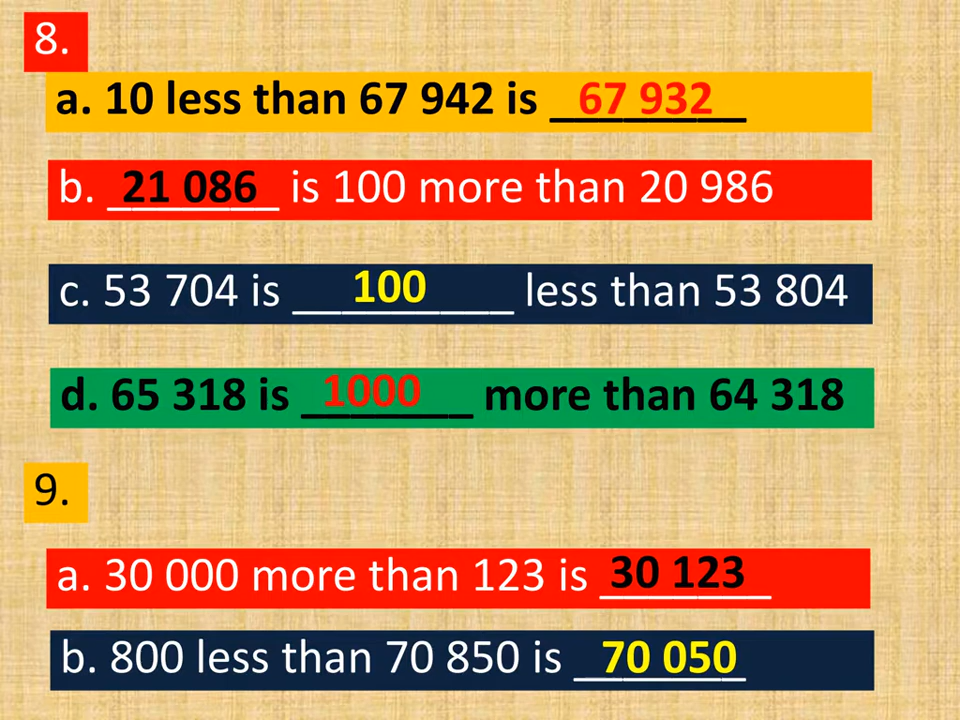 8.
a. 10 less than 67 942 is 67 932
b. 21 086 is 100 more than 20 986
c. 53 704 is 100 less than 53 804
d. 65 318 is 1000 more than 64 318
9.
a. 30 000 more than 123 is 30 123
b. 800 less than 70 850 is 70 050